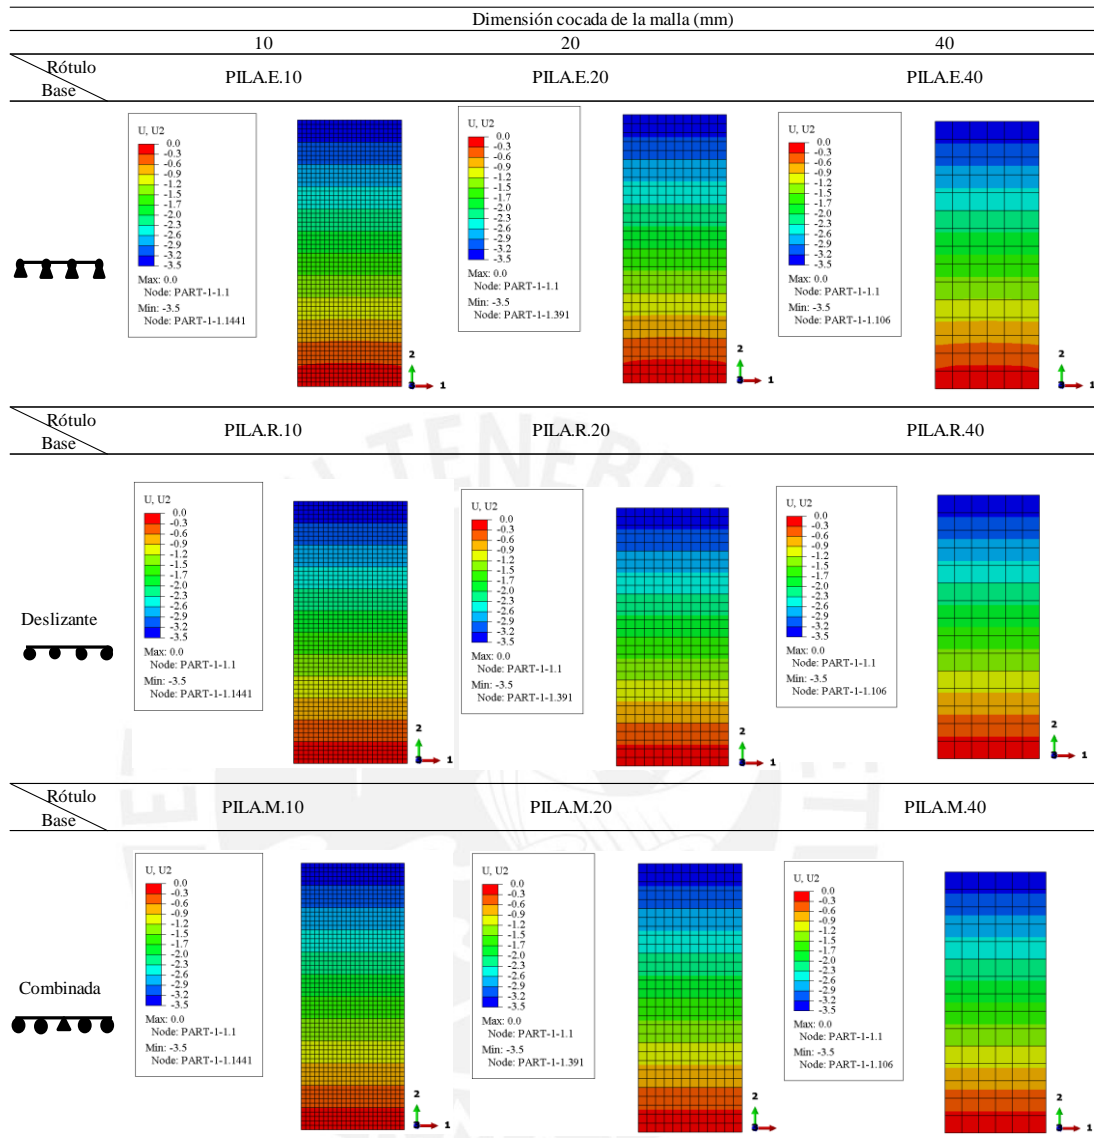 Dimensión cocada de la malla (mm)
10 20 40
Rótulo
Base
PILA.E.10 PILA.E.20 PILA.E.40
U, U2
0.0
-0.3
-0.6
-0.9
-1.2
-1.5
-1.7
-2.0
-2.3
-2.6
-2.9
-3.2
-3.5
Max: 0.0
Node: PART-1-1.1
Min: -3.5
Node: PART-1-1.1441
2
1
U, U2
0.0
-0.3
-0.6
-0.9
-1.2
-1.5
-1.7
-2.0
-2.3
-2.6
-2.9
-3.2
-3.5
Max: 0.0
Node: PART-1-1.1
Min: -3.5
Node: PART-1-1.391
2
1
U, U2
0.0
-0.3
-0.6
-0.9
-1.2
-1.5
-1.7
-2.0
-2.3
-2.6
-2.9
-3.2
-3.5
Max: 0.0
Node: PART-1-1.1
Min: -3.5
Node: PART-1-1.106
2
1
Rótulo
Base
PILA.R.10 PILA.R.20 PILA.R.40
Deslizante
U, U2
0.0
-0.3
-0.6
-0.9
-1.2
-1.5
-1.7
-2.0
-2.3
-2.6
-2.9
-3.2
-3.5
Max: 0.0
Node: PART-1-1.1
Min: -3.5
Node: PART-1-1.1441
2
1
U, U2
0.0
-0.3
-0.6
-0.9
-1.2
-1.5
-1.7
-2.0
-2.3
-2.6
-2.9
-3.2
-3.5
Max: 0.0
Node: PART-1-1.1
Min: -3.5
Node: PART-1-1.391
2
1
U, U2
0.0
-0.3
-0.6
-0.9
-1.2
-1.5
-1.7
-2.0
-2.3
-2.6
-2.9
-3.2
-3.5
Max: 0.0
Node: PART-1-1.1
Min: -3.5
Node: PART-1-1.106
2
1
Rótulo
Base
PILA.M.10 PILA.M.20 PILA.M.40
Combinada
U, U2
0.0
-0.3
-0.6
-0.9
-1.2
-1.5
-1.7
-2.0
-2.3
-2.6
-2.9
-3.2
-3.5
Max: 0.0
Node: PART-1-1.1
Min: -3.5
Node: PART-1-1.1441
2
1
U, U2
0.0
-0.3
-0.6
-0.9
-1.2
-1.5
-1.7
-2.0
-2.3
-2.6
-2.9
-3.2
-3.5
Max: 0.0
Node: PART-1-1.1
Min: -3.5
Node: PART-1-1.391
2
U, U2
0.0
-0.3
-0.6
-0.9
-1.2
-1.5
-1.7
-2.0
-2.3
-2.6
-2.9
-3.2
-3.5
Max: 0.0
Node: PART-1-1.1
Min: -3.5
Node: PART-1-1.106
2
1